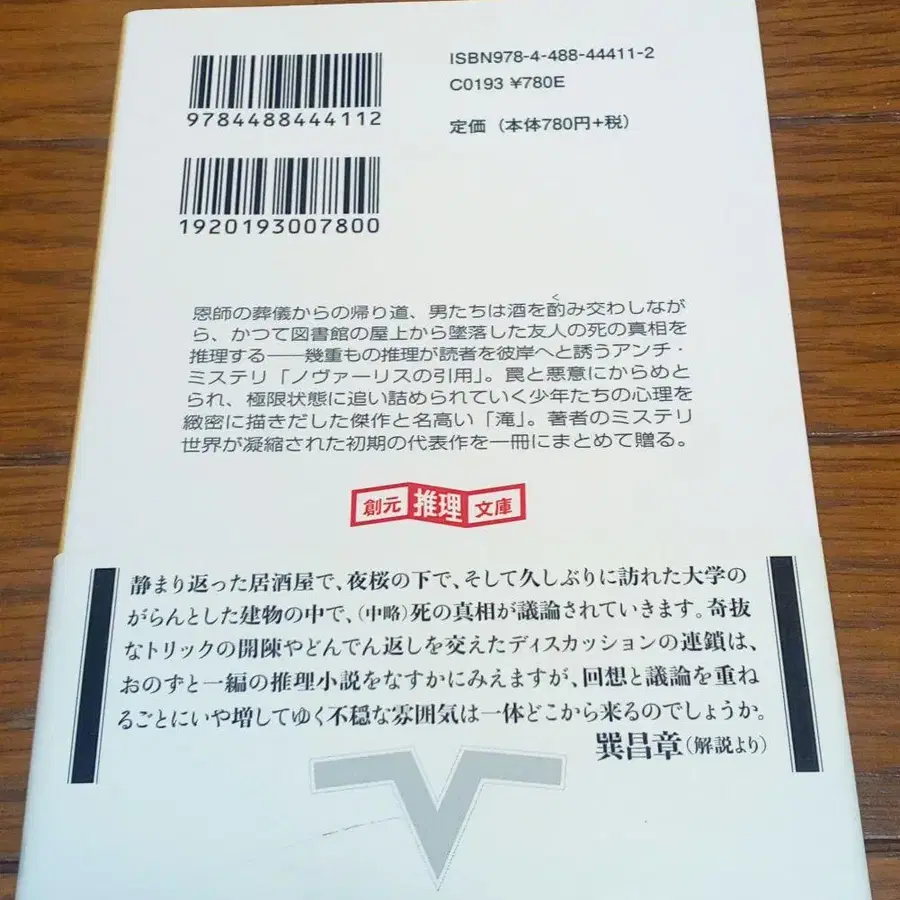 ISBN978-4-488-44411-2
C0193 ¥780E
定価（本体780円+税）
9784488444112
1920193007800
恩師の葬儀からの帰り道、男たちは酒を酌み交わしなが
く
ら、かつて図書館の屋上から墜落した友人の死の真相を
推理する――幾重もの推理が読者を彼岸へと誘うアンチ・
ミステリ「ノヴァーリスの引用」。罠と悪意にからめと
られ、極限状態に追い詰められていく少年たちの心理を
緻密に描きだした傑作と名高い「滝」。著者のミステリ
世界が凝縮された初期の代表作を一冊にまとめて贈る。
創元推理文庫
静まり返った居酒屋で、夜桜の下で、そして久しぶりに訪れた大学の
がらんとした建物の中で、（中略）死の真相が議論されていきます。奇抜
なトリックの開陳やどんでん返しを交えたディスカッションの連鎖は、
おのずと一編の推理小説をなすかにみえますが、回想と議論を重ね
るごとにいや増してゆく不穏な雰囲気は一体どこから来るのでしょうか。
巽昌章（解説より）